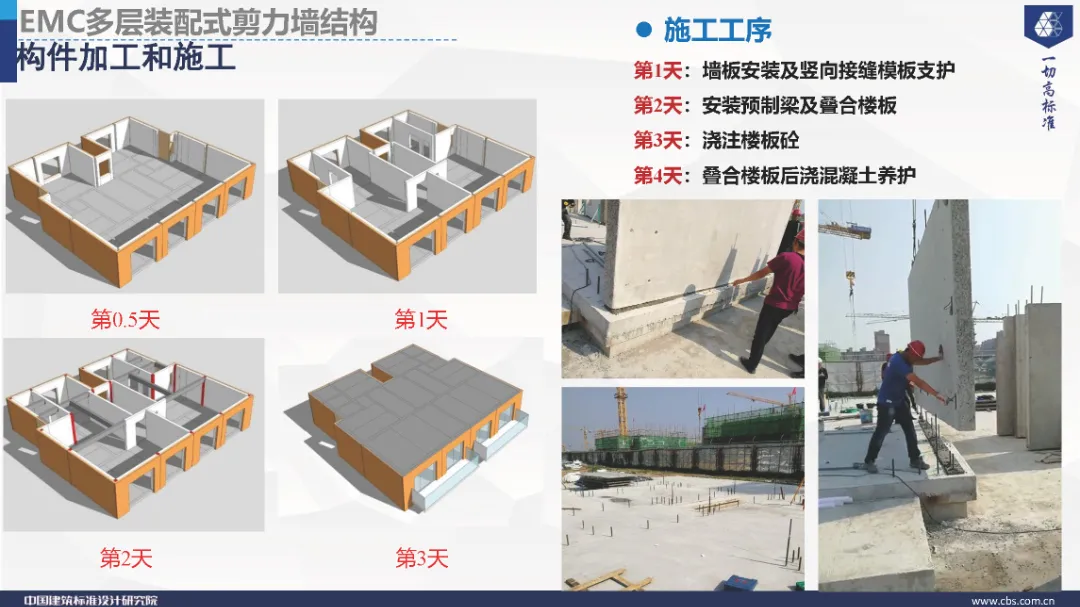 EMC多层装配式剪力墙结构
构件加工和施工
施工工序
第1天：墙板安装及竖向接缝模板支护
第2天：安装预制梁及叠合楼板
第3天：浇注楼板砼
第4天：叠合楼板后浇混凝土养护
一切高标准
第0.5天
第1天
第2天
第3天
中国建筑标准设计研究院
www.cbs.com.cn